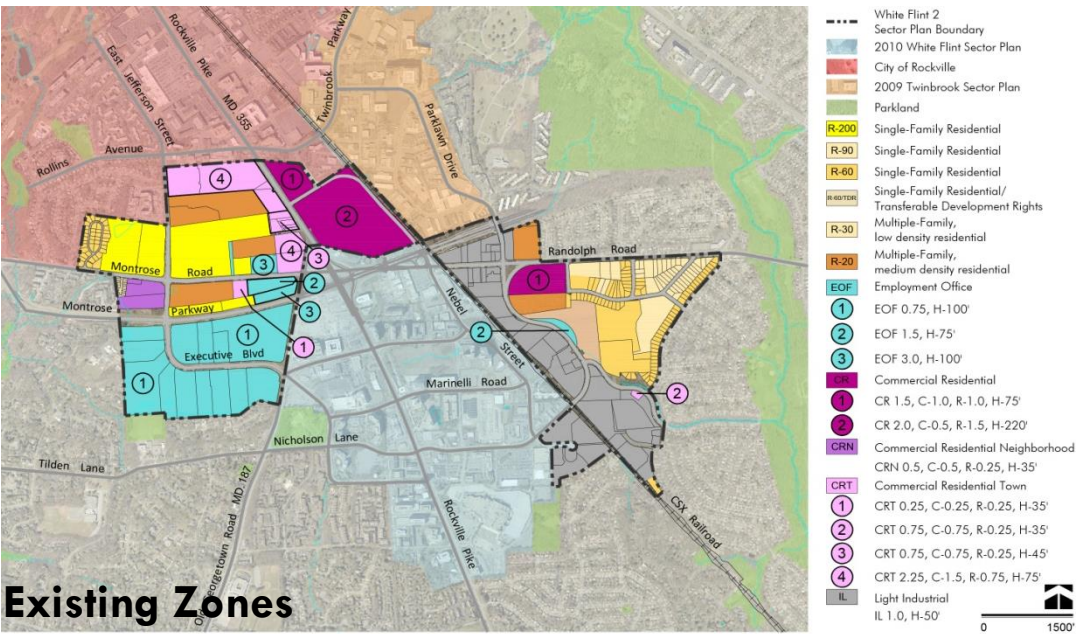 Rockville Pike
MD. 355
East Jefferson
Street
Twinbrook
Parkway
Parklawn Drive
Rollins
Avenue
4
1
2
3
4
3
2
3
1
1
1
1
2
2
Montrose
Road
Montrose
Parkway
Executive Blvd
Randolph Road
Nebel
Street
Marinelli Road
Nicholson Lane
Tilden Lane
Old Georgetown Road MD. 187
Rockville Pike
CSX Railroad
Existing Zones
White Flint 2
Sector Plan Boundary
2010 White Flint Sector Plan
City of Rockville
2009 Twinbrook Sector Plan
Parkland
R-200 Single-Family Residential
R-90 Single-Family Residential
R-60 Single-Family Residential
R-60/TDR Single-Family Residential/
Transferable Development Rights
R-30 Multiple-Family,
low density residential
R-20 Multiple-Family,
medium density residential
EOF Employment Office
1 EOF 0.75, H-100'
2 EOF 1.5, H-75'
3 EOF 3.0, H-100'
CR Commercial Residential
1 CR 1.5, C-1.0, R-1.0, H-75'
2 CR 2.0, C-0.5, R-1.5, H-220'
CRN Commercial Residential Neighborhood
CRN 0.5, C-0.5, R-0.25, H-35'
CRT Commercial Residential Town
1 CRT 0.25, C-0.25, R-0.25, H-35'
2 CRT 0.75, C-0.75, R-0.25, H-35'
3 CRT 0.75, C-0.75, R-0.25, H-45'
4 CRT 2.25, C-1.5, R-0.75, H-75'
IL Light Industrial
IL 1.0, H-50'
0 1500'